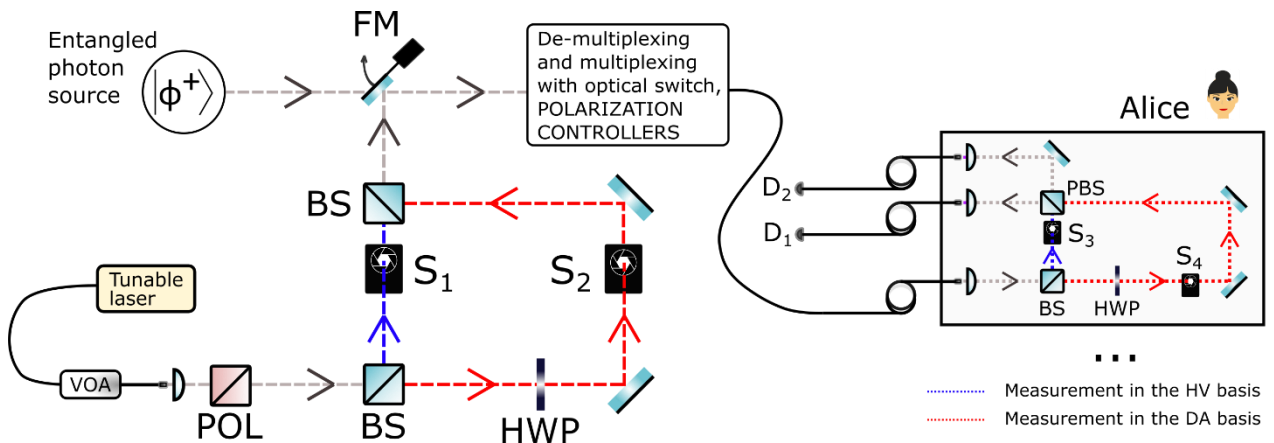 Entangled
photon
source
|ϕ⁺⟩
FM
De-multiplexing
and multiplexing
with optical switch,
POLARIZATION
CONTROLLERS
Alice
BS
S₁
S₂
Tunable
laser
VOA
POL
BS
HWP
D₂
D₁
PBS
S₃
S₄
BS
HWP
...
Measurement in the HV basis
Measurement in the DA basis